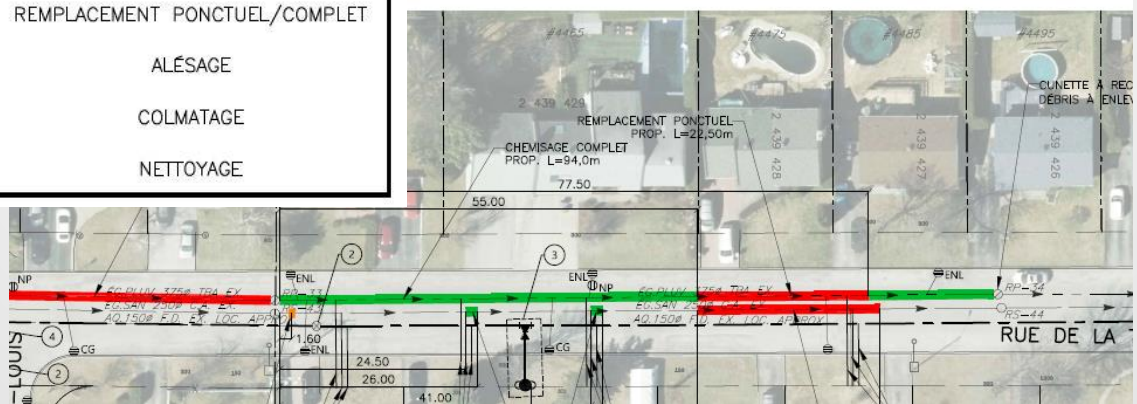 REMPLACEMENT PONCTUEL/COMPLET
ALÉSAGE
COLMATAGE
NETTOYAGE
#4465
#4475
#4485
#4495
CUNETTE À REC
DÉBRIS À ENLEV
2 439 429
REMPLACEMENT PONCTUEL
PROP. L=22,50m
2 439 428
2 439 427
2 439 426
CHEMISAGE COMPLET
PROP. L=94,0m
77.50
55.00
2
3
NP
ENL
ENL
NP
ENL
EG.PLUV. 375ø TBA EX.
RP-33
EG.PLUV. 375ø TBA EX.
RP-34
EG.SAN 250ø C.A. EX.
EG.SAN 250ø C.A. EX.
RS-44
AQ.150ø F.D. EX. LOC. APPROX
AQ.150ø F.D. EX. LOC. APPROX
RUE DE LA
1.60
4
CG
ENL
CG
-LOUIS
2
24.50
26.00
41.00